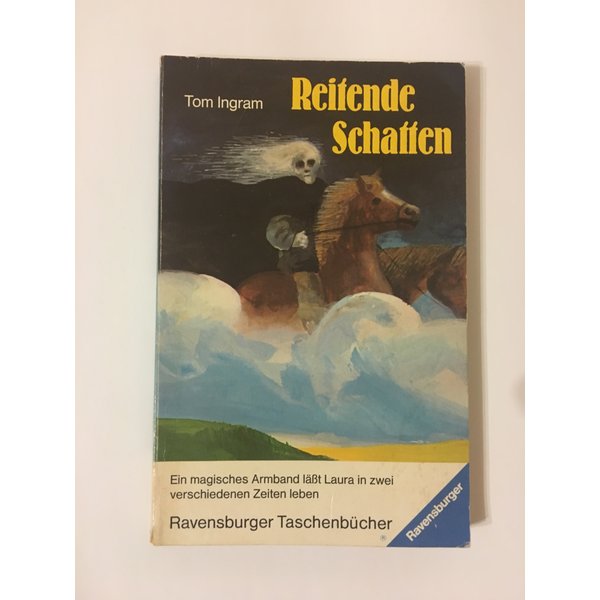 Tom Ingram
Reitende
Schatten
Ein magisches Armband läßt Laura in zwei
verschiedenen Zeiten leben
Ravensburger Taschenbücher
®
Ravensburger